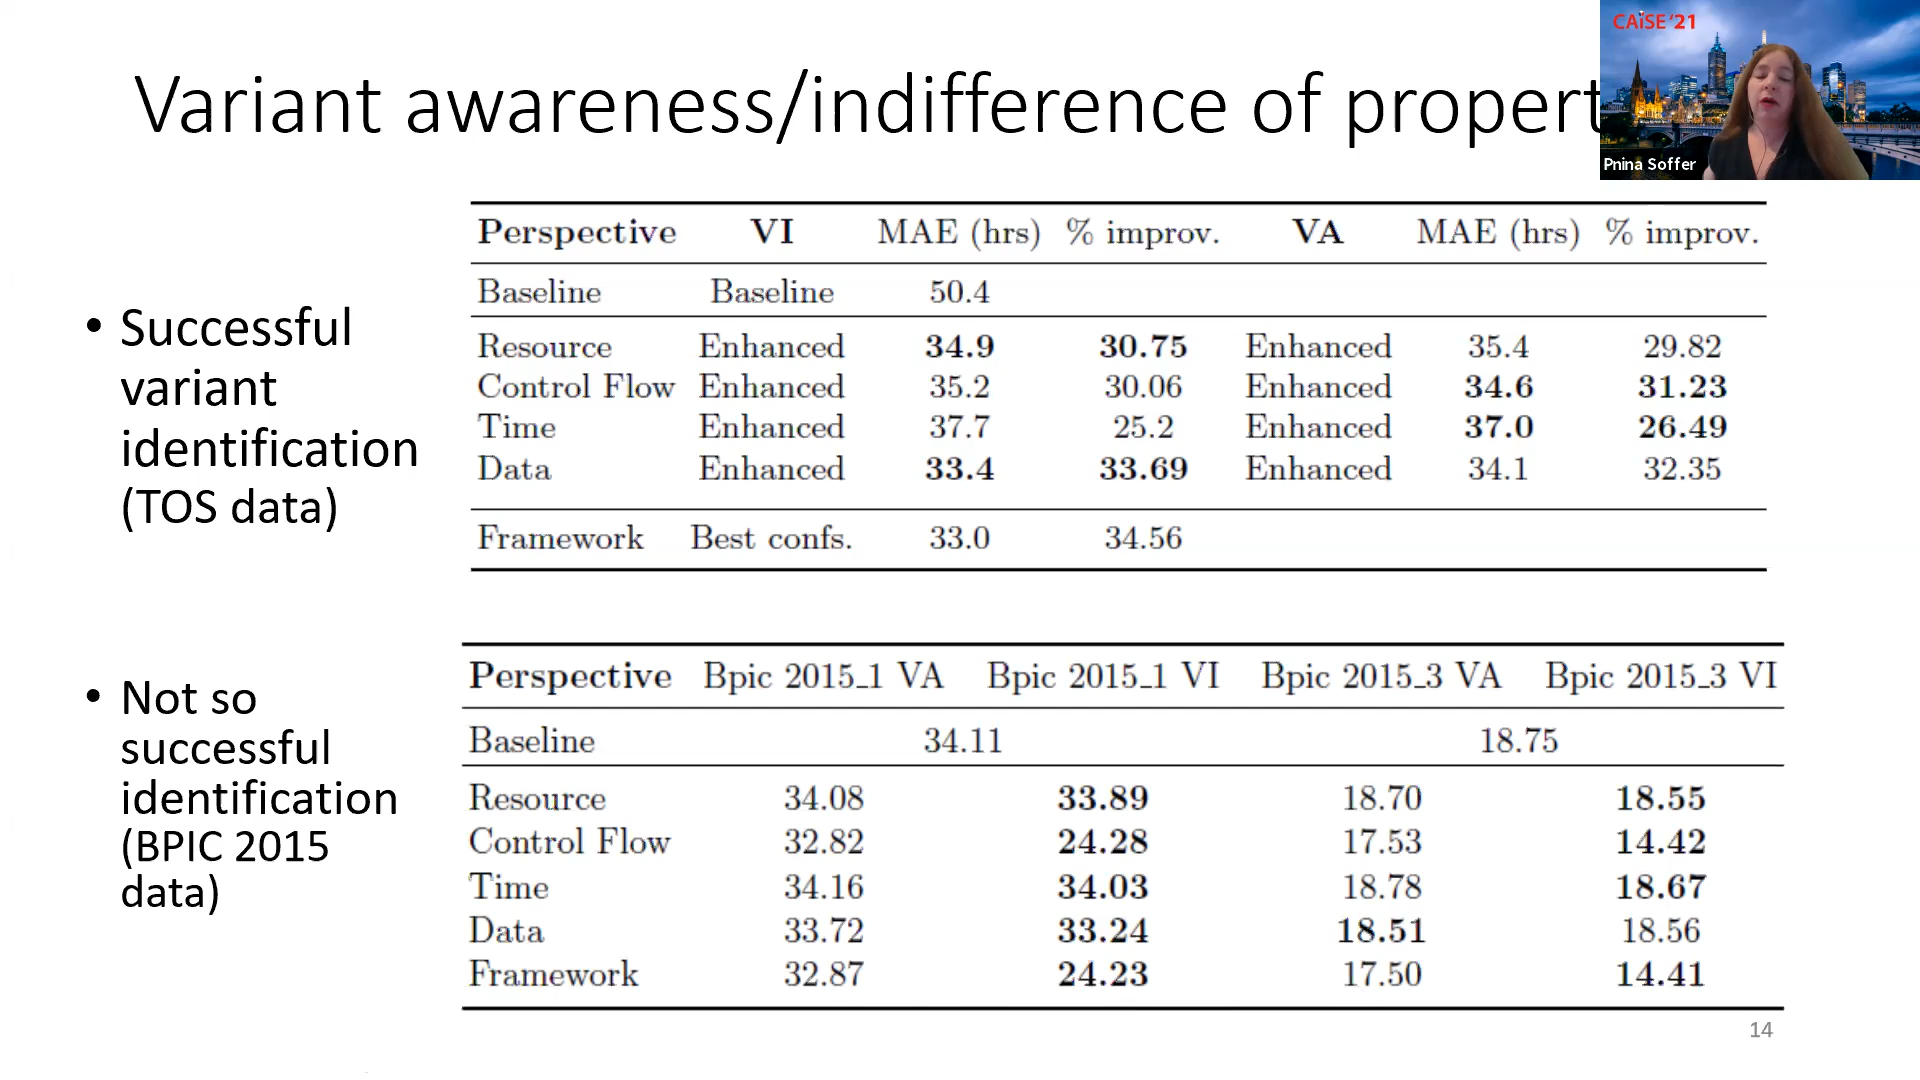 CAiSE '21
Pnina Soffer
Variant awareness/indifference of propert
• Successful
variant
identification
(TOS data)
Perspective VI MAE (hrs) % improv. VA MAE (hrs) % improv.
Baseline Baseline 50.4
Resource Enhanced 34.9 30.75 Enhanced 35.4 29.82
Control Flow Enhanced 35.2 30.06 Enhanced 34.6 31.23
Time Enhanced 37.7 25.2 Enhanced 37.0 26.49
Data Enhanced 33.4 33.69 Enhanced 34.1 32.35
Framework Best confs. 33.0 34.56
• Not so
successful
identification
(BPIC 2015
data)
Perspective Bpic 2015_1 VA Bpic 2015_1 VI Bpic 2015_3 VA Bpic 2015_3 VI
Baseline 34.11 18.75
Resource 34.08 33.89 18.70 18.55
Control Flow 32.82 24.28 17.53 14.42
Time 34.16 34.03 18.78 18.67
Data 33.72 33.24 18.51 18.56
Framework 32.87 24.23 17.50 14.41
14